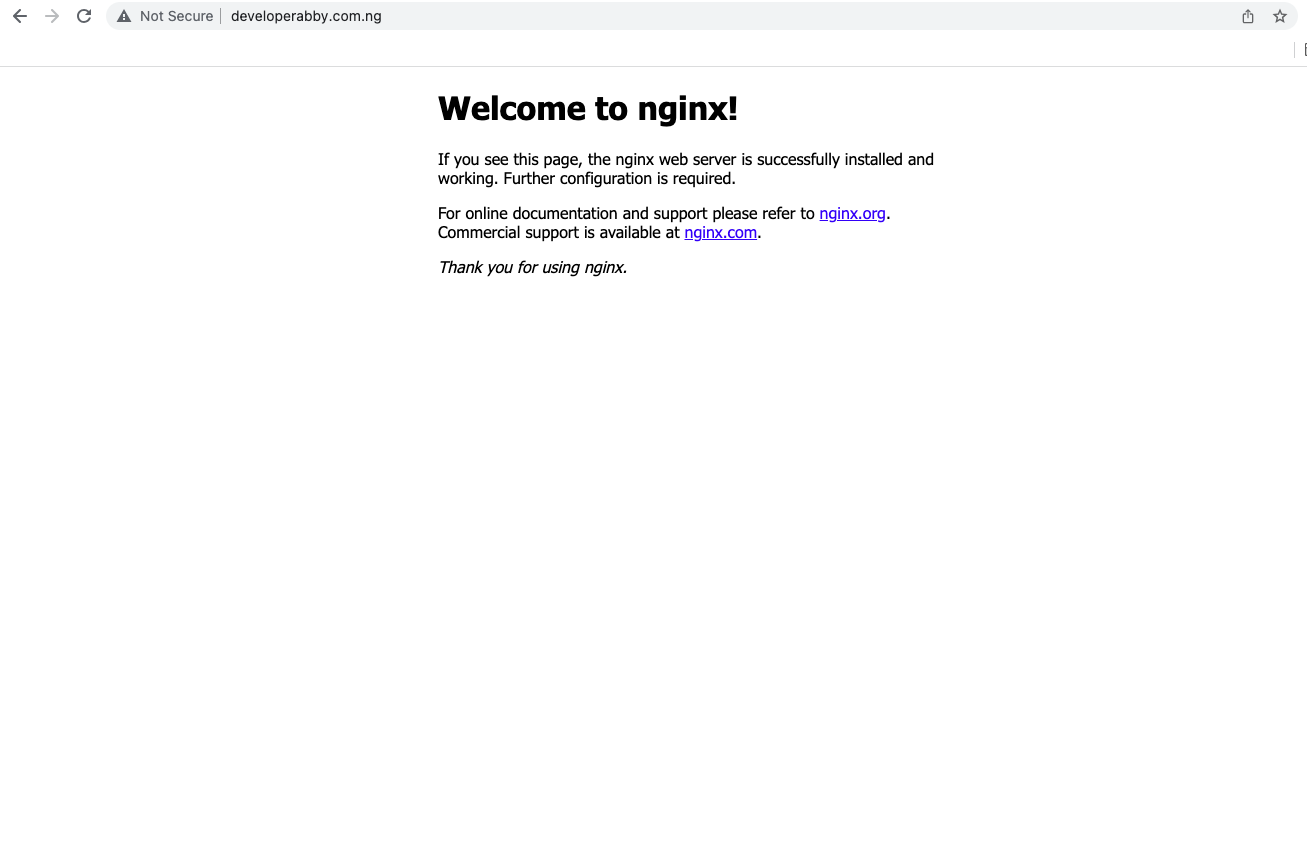 Not Secure
developerabby.com.ng
Welcome to nginx!
If you see this page, the nginx web server is successfully installed and
working. Further configuration is required.
For online documentation and support please refer to nginx.org.
Commercial support is available at nginx.com.
Thank you for using nginx.